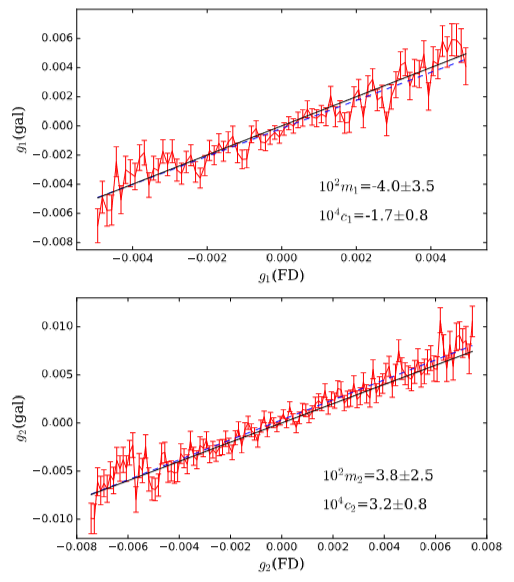 0.006
0.004
0.002
0.000
−0.002
−0.004
−0.006
−0.008
g₁(gal)
10²m₁=-4.0±3.5
10⁴c₁=-1.7±0.8
−0.004 −0.002 0.000 0.002 0.004
g₁(FD)
0.010
0.005
0.000
−0.005
−0.010
g₂(gal)
10²m₂=3.8±2.5
10⁴c₂=3.2±0.8
−0.008 −0.006 −0.004 −0.002 0.000 0.002 0.004 0.006 0.008
g₂(FD)